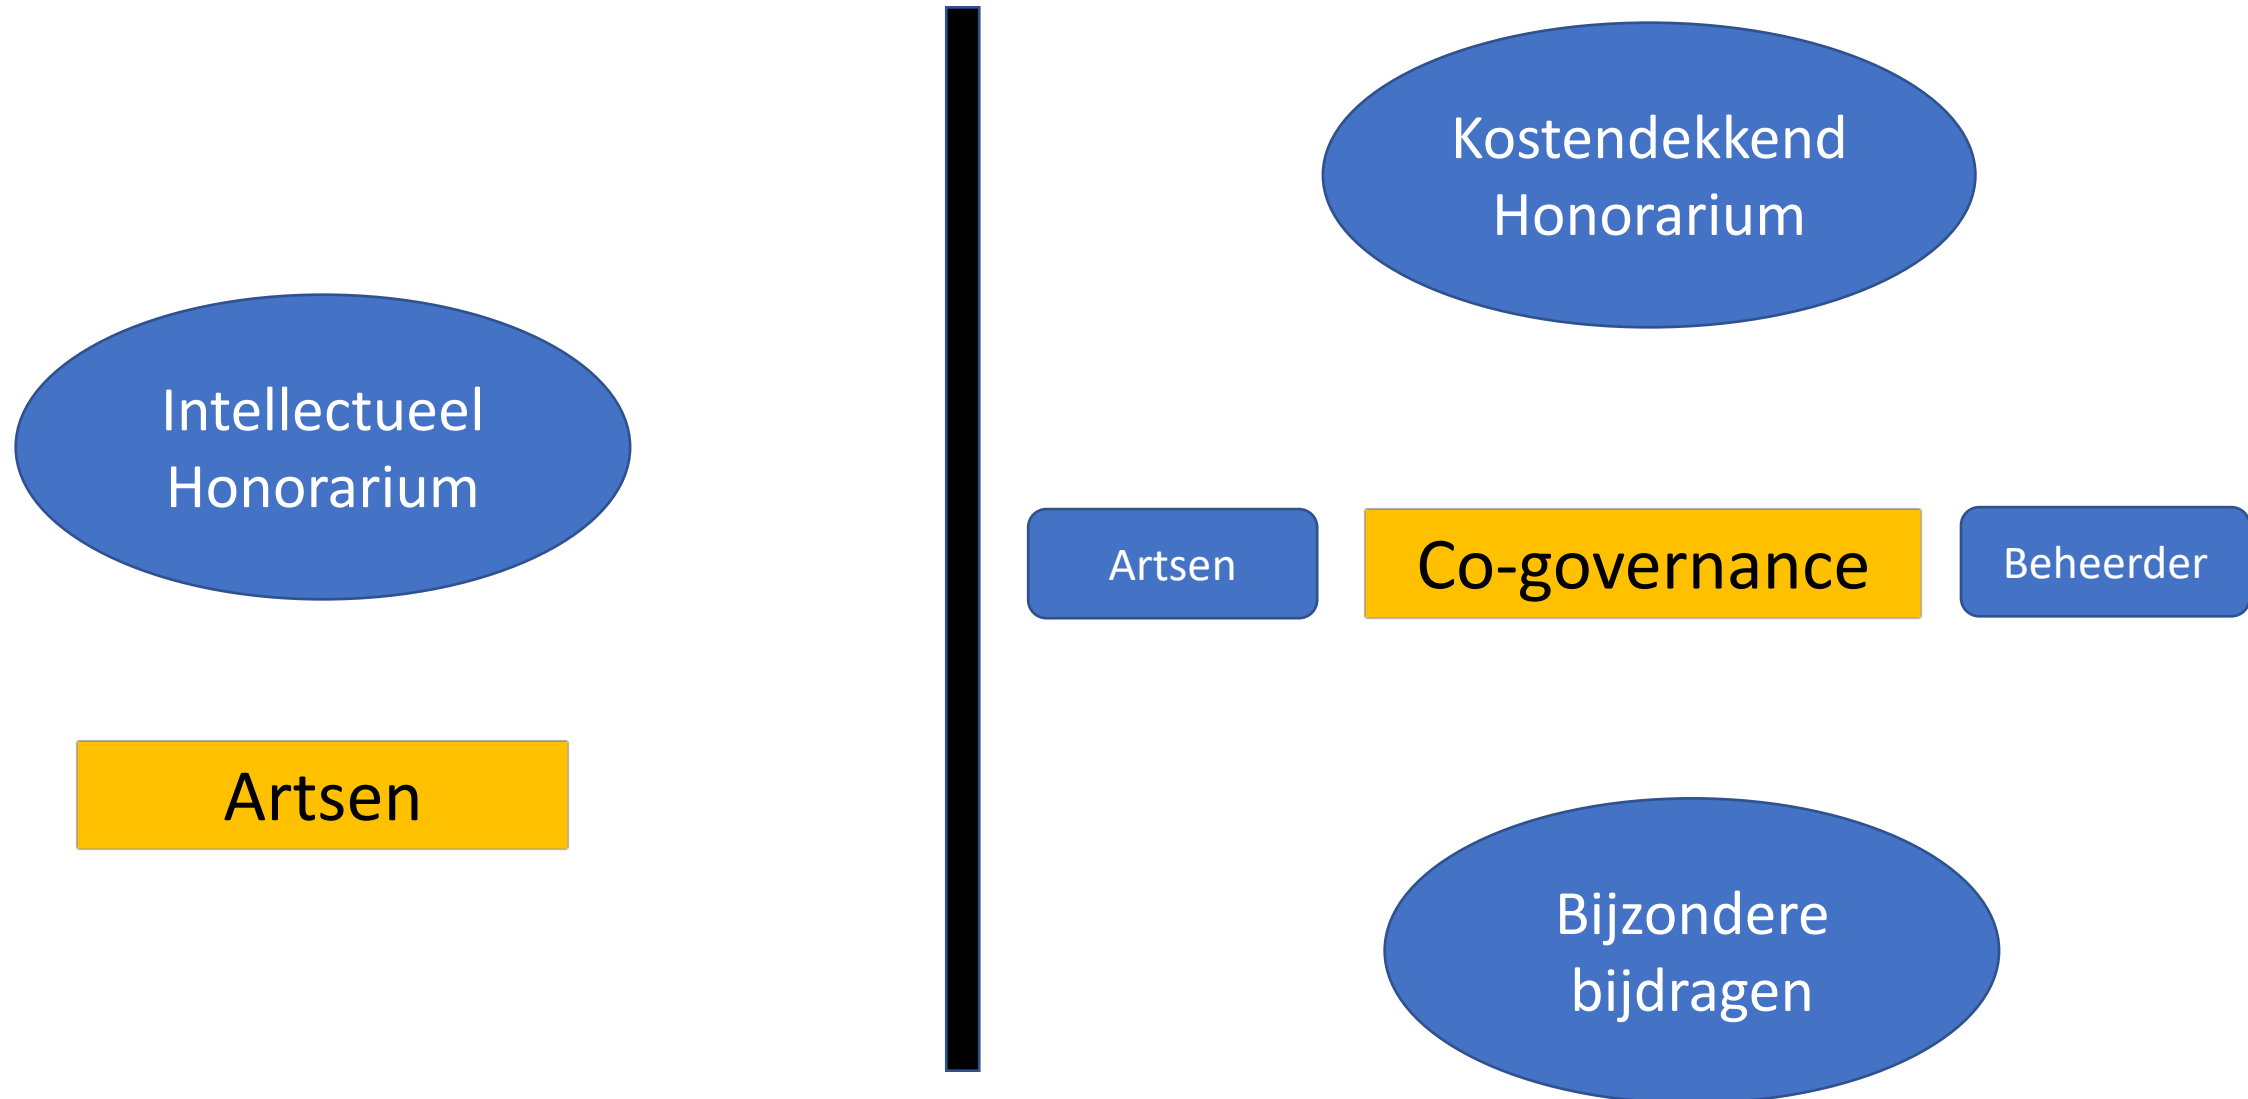 Intellectueel
Honorarium
Artsen
Kostendekkend
Honorarium
Artsen
Co-governance
Beheerder
Bijzondere
bijdragen